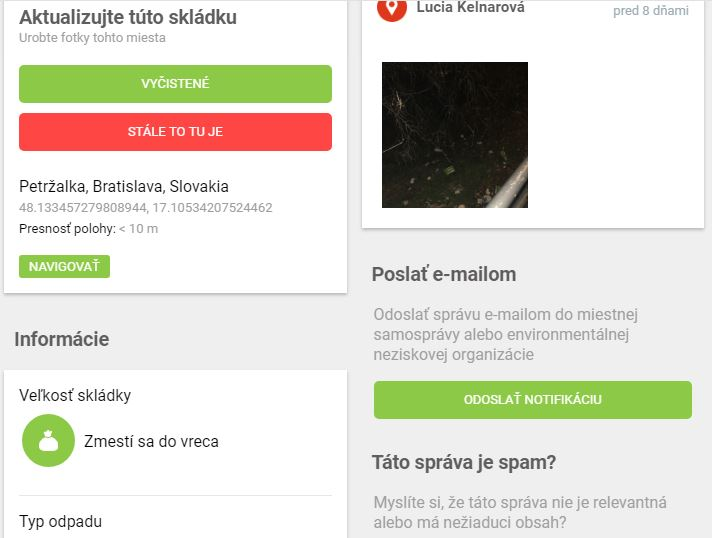 Aktualizujte túto skládku
Urobte fotky tohto miesta
VYČISTENÉ
STÁLE TO TU JE
Petržalka, Bratislava, Slovakia
48.133457279808944, 17.10534207524462
Presnosť polohy: < 10 m
NAVIGOVAŤ
Informácie
Veľkosť skládky
Zmestí sa do vreca
Typ odpadu
Lucia Kelnarová
pred 8 dňami
Poslať e-mailom
Odoslať správu e-mailom do miestnej
samosprávy alebo environmentálnej
neziskovej organizácie
ODOSLAŤ NOTIFIKÁCIU
Táto správa je spam?
Myslíte si, že táto správa nie je relevantná
alebo má nežiaduci obsah?